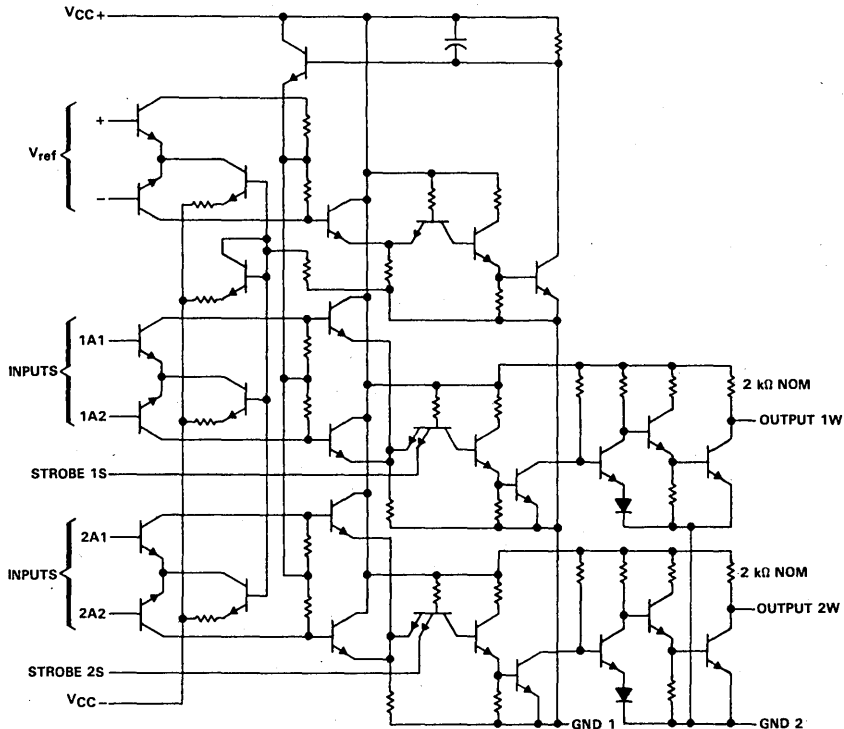 VCC+
+
Vref
−
1A1
INPUTS
1A2
2 kΩ NOM
OUTPUT 1W
STROBE 1S
2A1
INPUTS
2A2
2 kΩ NOM
OUTPUT 2W
STROBE 2S
VCC−
GND 1
GND 2